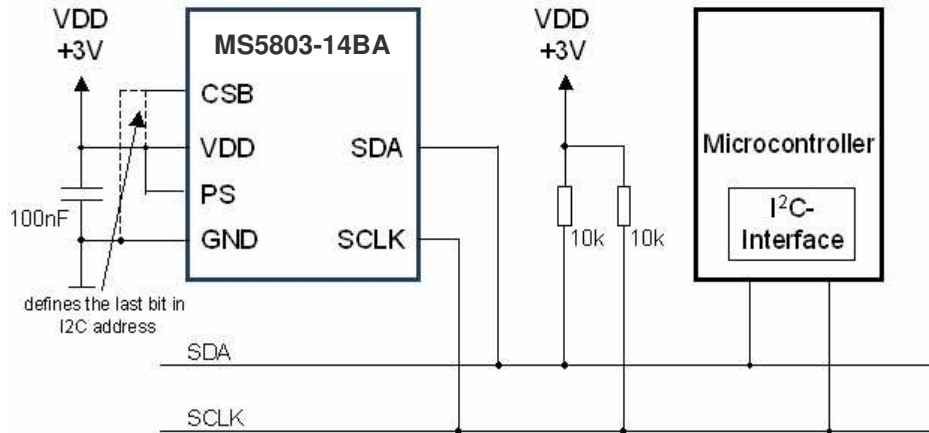 VDD
+3V
MS5803-14BA
CSB
VDD
PS
GND
SDA
SCLK
100nF
defines the last bit in
I2C address
VDD
+3V
10k
10k
Microcontroller
I²C-
Interface
SDA
SCLK